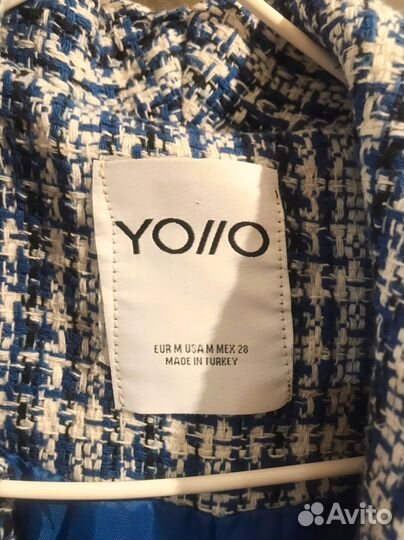 YO//O
EUR M USA M MEX 28
MADE IN TURKEY
Avito